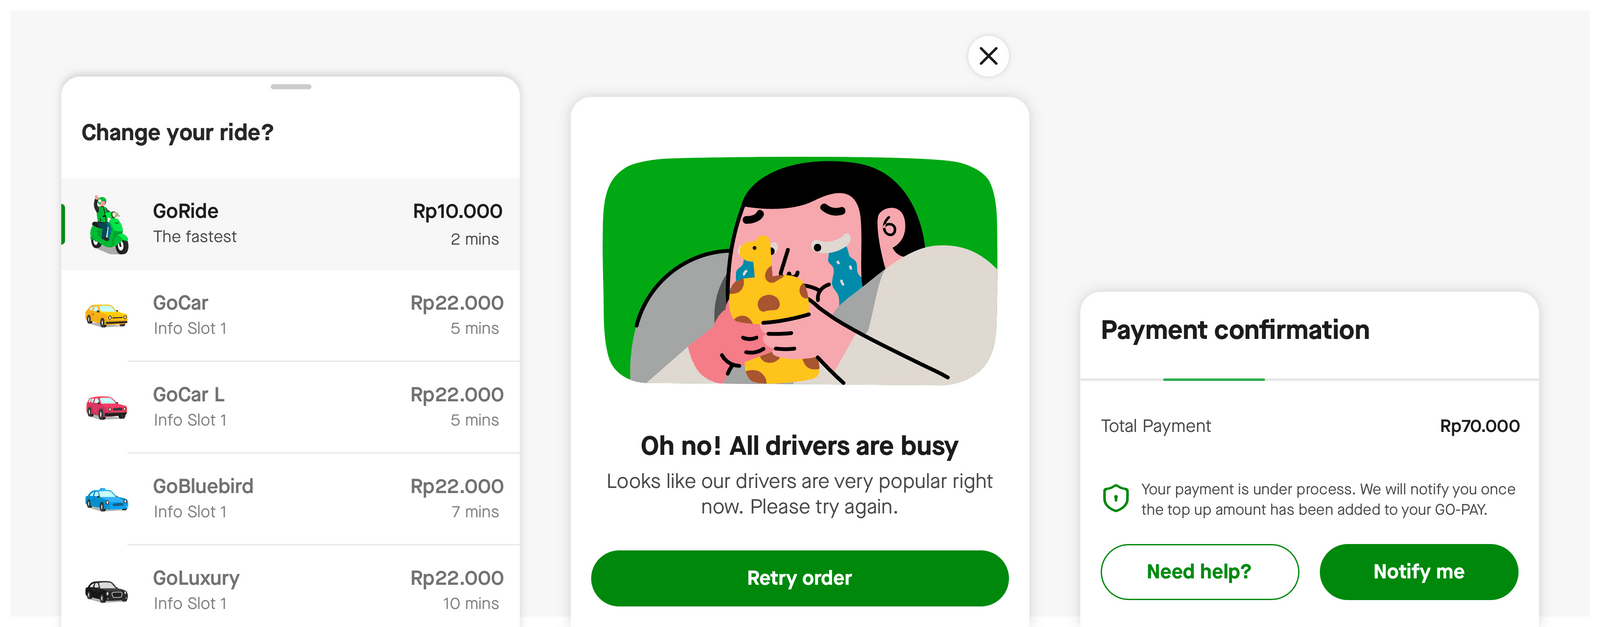 Change your ride?
GoRide Rp10.000
The fastest 2 mins
GoCar Rp22.000
Info Slot 1 5 mins
GoCar L Rp22.000
Info Slot 1 5 mins
GoBluebird Rp22.000
Info Slot 1 7 mins
GoLuxury Rp22.000
Info Slot 1 10 mins
Oh no! All drivers are busy
Looks like our drivers are very popular right
now. Please try again.
Retry order
Payment confirmation
Total Payment Rp70.000
Your payment is under process. We will notify you once
the top up amount has been added to your GO-PAY.
Need help? Notify me